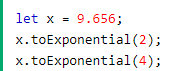 let x = 9.656;
x.toExponential(2);
x.toExponential(4);